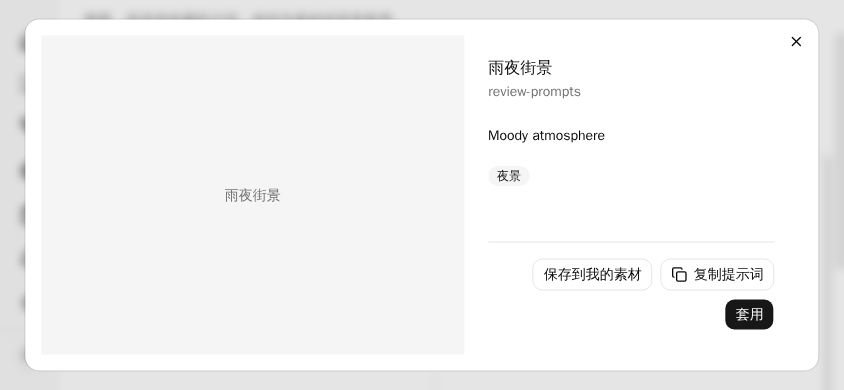 雨夜街景
雨夜街景
review-prompts
Moody atmosphere
夜景
保存到我的素材
复制提示词
套用